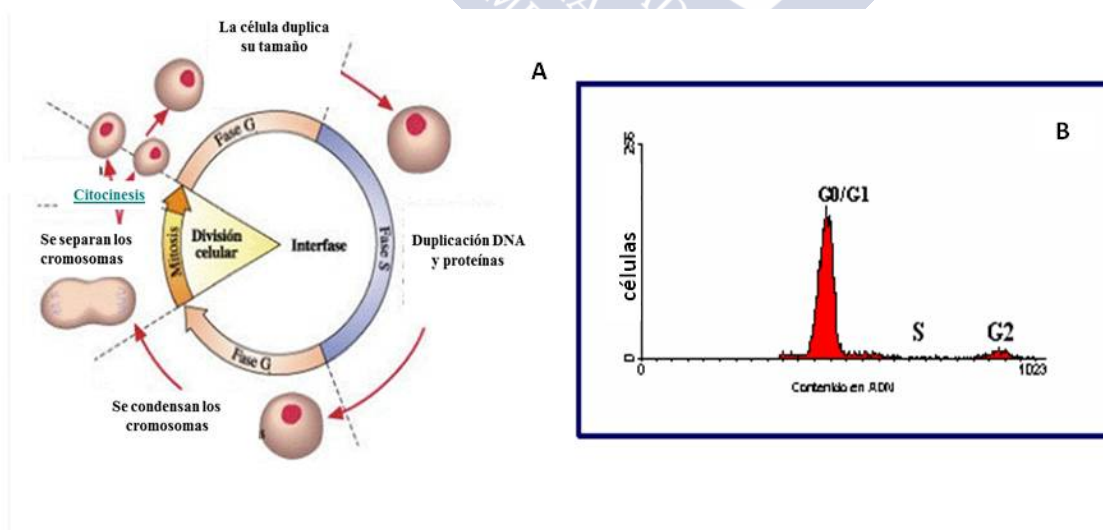 La célula duplica
su tamaño
A
Fase G
Citocinesis
Se separan los
cromosomas
Mitosis
División
celular
Interfase
Fase S
Duplicación DNA
y proteínas
Fase G
Se condensan los
cromosomas
s
B
células
0
G0/G1
S
G2
0
1023
Contenido en ADN